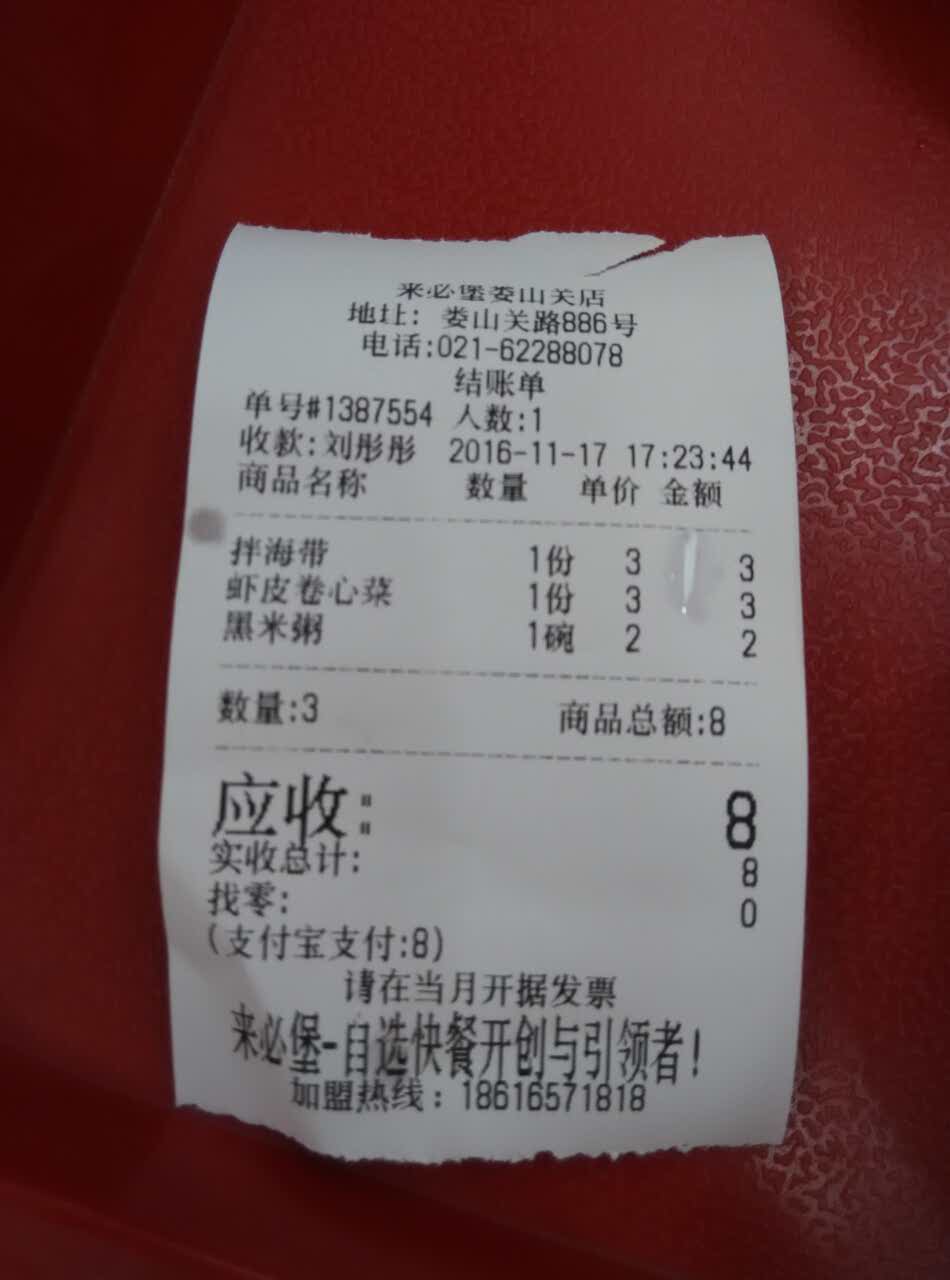 来必堡娄山关店
地址: 娄山关路886号
电话:021-62288078
结账单
单号#1387554 人数:1
收款:刘彤彤 2016-11-17 17:23:44
商品名称 数量 单价 金额
拌海带 1份 3 3
虾皮卷心菜 1份 3 3
黑米粥 1碗 2 2
数量:3 商品总额:8
应收: 8
实收总计: 8
找零: 0
(支付宝支付:8)
请在当月开据发票
来必堡-自选快餐开创与引领者!
加盟热线:18616571818